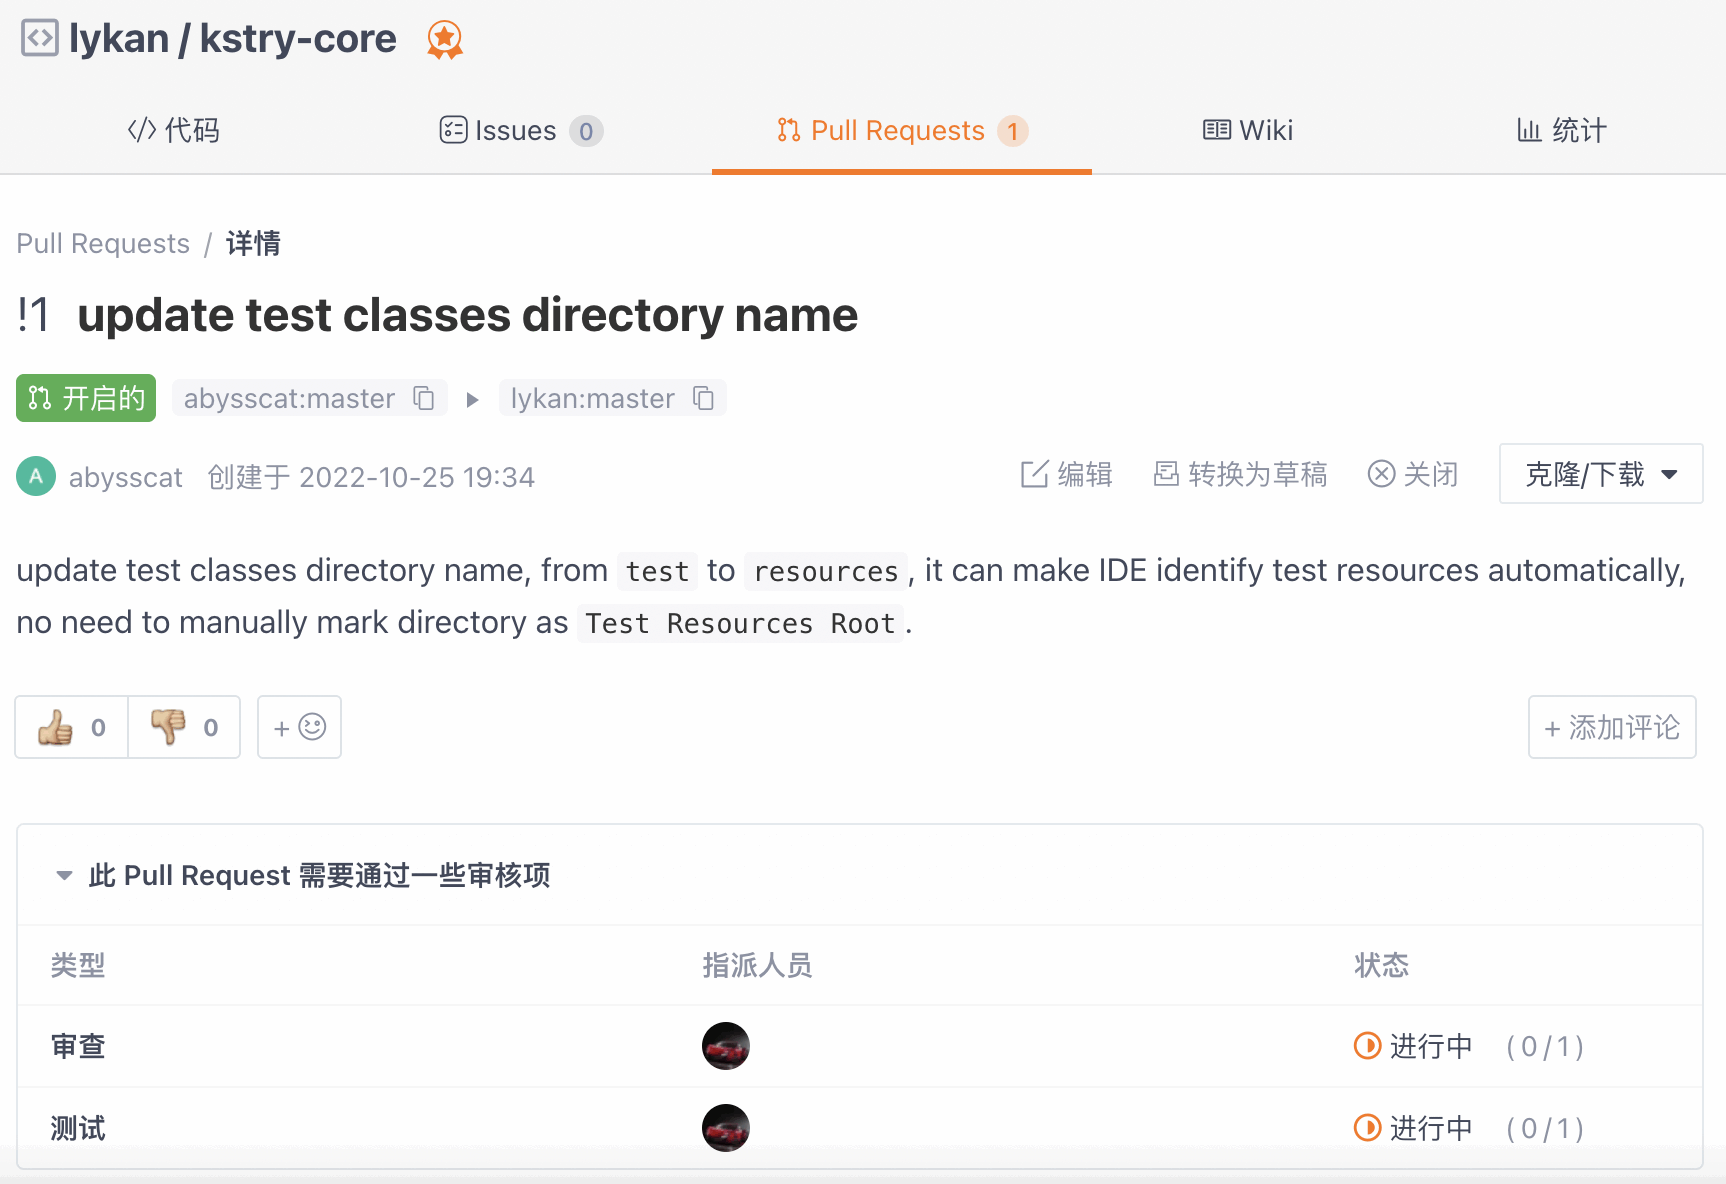 lykan / kstry-core
代码 Issues 0 Pull Requests 1 Wiki 统计
Pull Requests / 详情
!1 update test classes directory name
开启的 abysscat:master lykan:master
A abysscat 创建于 2022-10-25 19:34 编辑 转换为草稿 关闭 克隆/下载
update test classes directory name, from test to resources, it can make IDE identify test resources automatically,
no need to manually mark directory as Test Resources Root.
0 0 + + 添加评论
此 Pull Request 需要通过一些审核项
类型 指派人员 状态
审查 进行中 (0/1)
测试 进行中 (0/1)